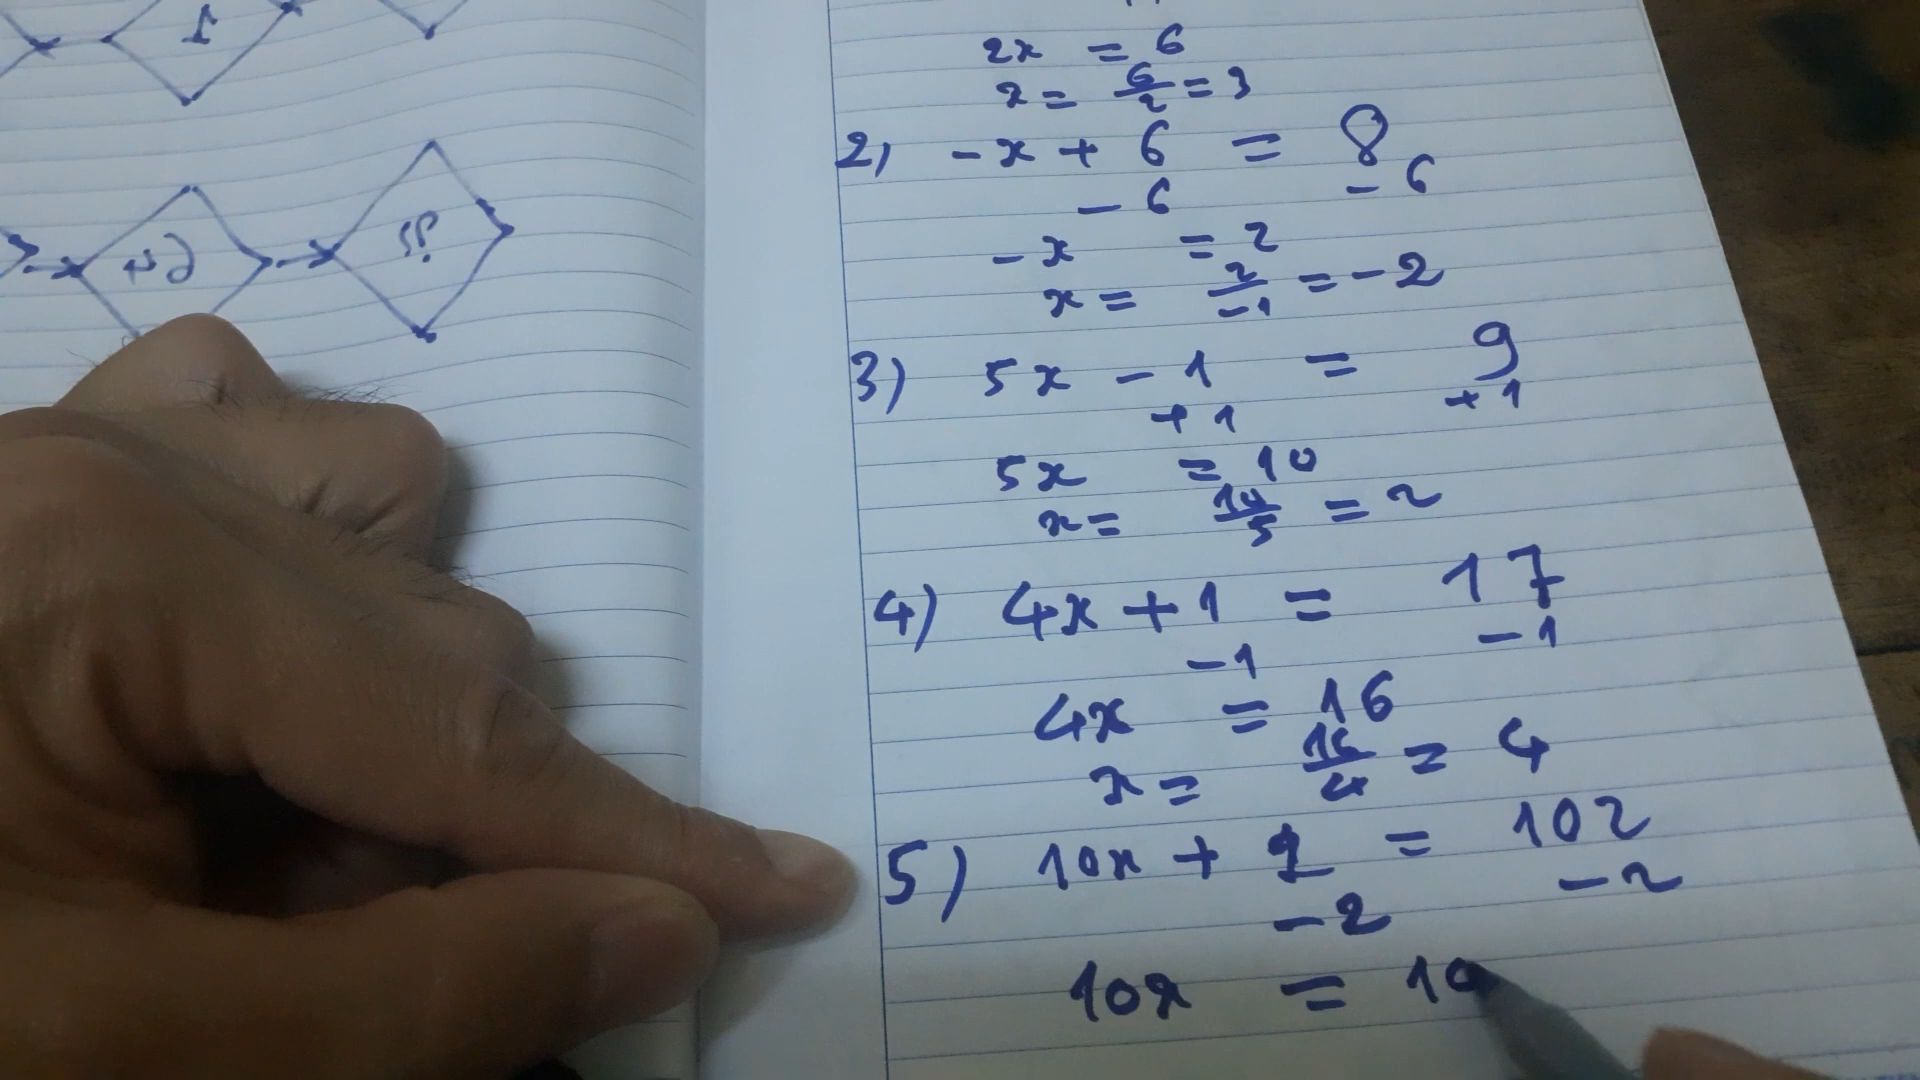 2x = 6
x = 6/2 = 3
2) -x + 6 = 8
-6 -6
-x = 2
x = 2/-1 = -2
3) 5x - 1 = 9
+1 +1
5x = 10
x = 10/5 = 2
4) 4x + 1 = 17
-1 -1
4x = 16
x = 16/4 = 4
5) 10x + 2 = 102
-2 -2
10x = 10